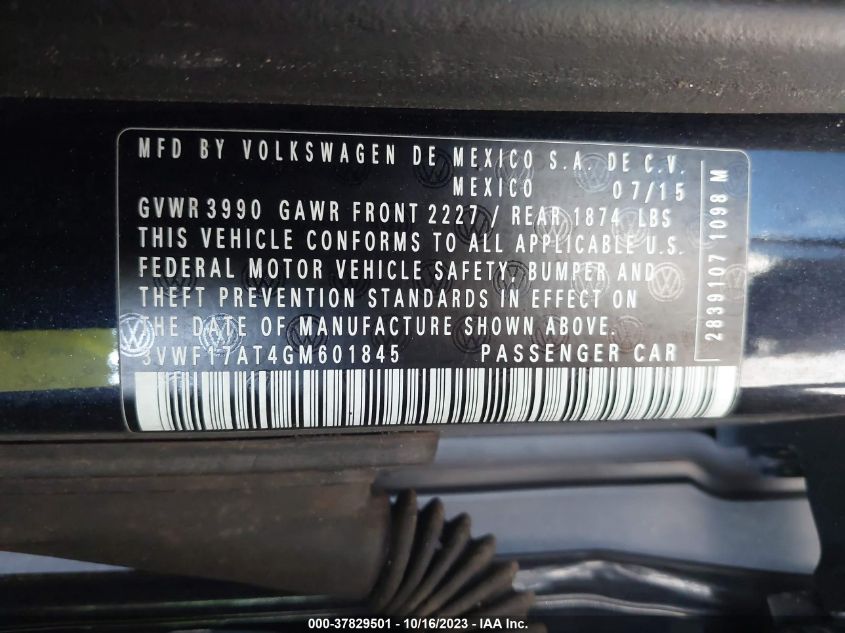 MFD BY VOLKSWAGEN DE MEXICO S.A. DE C.V.
MEXICO 07/15
GVWR 3990 GAWR FRONT 2227 / REAR 1874 LBS
THIS VEHICLE CONFORMS TO ALL APPLICABLE U.S.
FEDERAL MOTOR VEHICLE SAFETY, BUMPER AND
THEFT PREVENTION STANDARDS IN EFFECT ON
THE DATE OF MANUFACTURE SHOWN ABOVE.
3VWF17AT4GM601845 PASSENGER CAR
2839107 1098 M
000-37829501 - 10/16/2023 - IAA Inc.